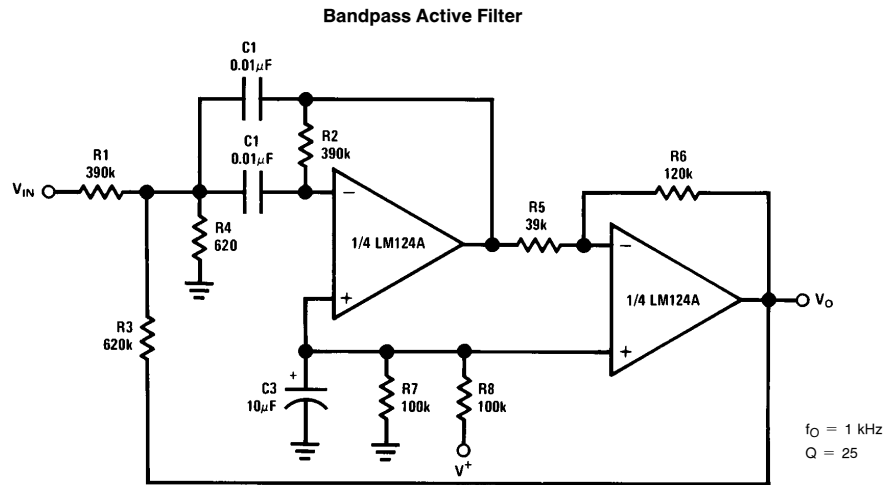 Bandpass Active Filter
C1
0.01μF
C1
0.01μF
R2
390k
R1
390k
R6
120k
VIN
R5
39k
R4
620
−
1/4 LM124A
+
−
1/4 LM124A
+
VO
R3
620k
+
C3
10μF
R7
100k
R8
100k
V+
fO = 1 kHz
Q = 25